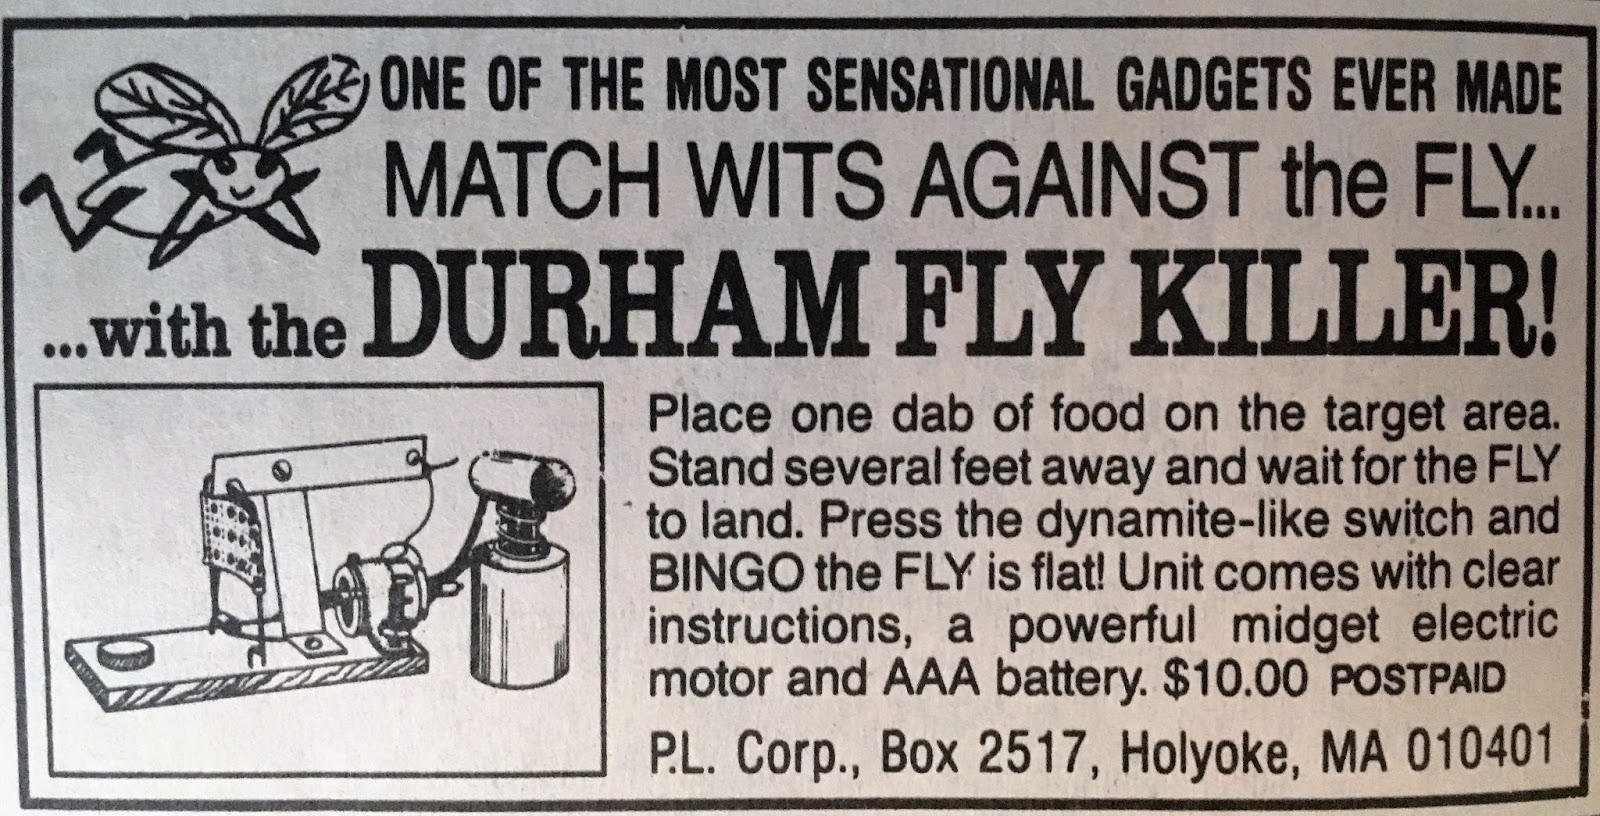 ONE OF THE MOST SENSATIONAL GADGETS EVER MADE
MATCH WITS AGAINST the FLY...
...with the DURHAM FLY KILLER!
Place one dab of food on the target area.
Stand several feet away and wait for the FLY
to land. Press the dynamite-like switch and
BINGO the FLY is flat! Unit comes with clear
instructions, a powerful midget electric
motor and AAA battery. $10.00 POSTPAID
P.L. Corp., Box 2517, Holyoke, MA 010401